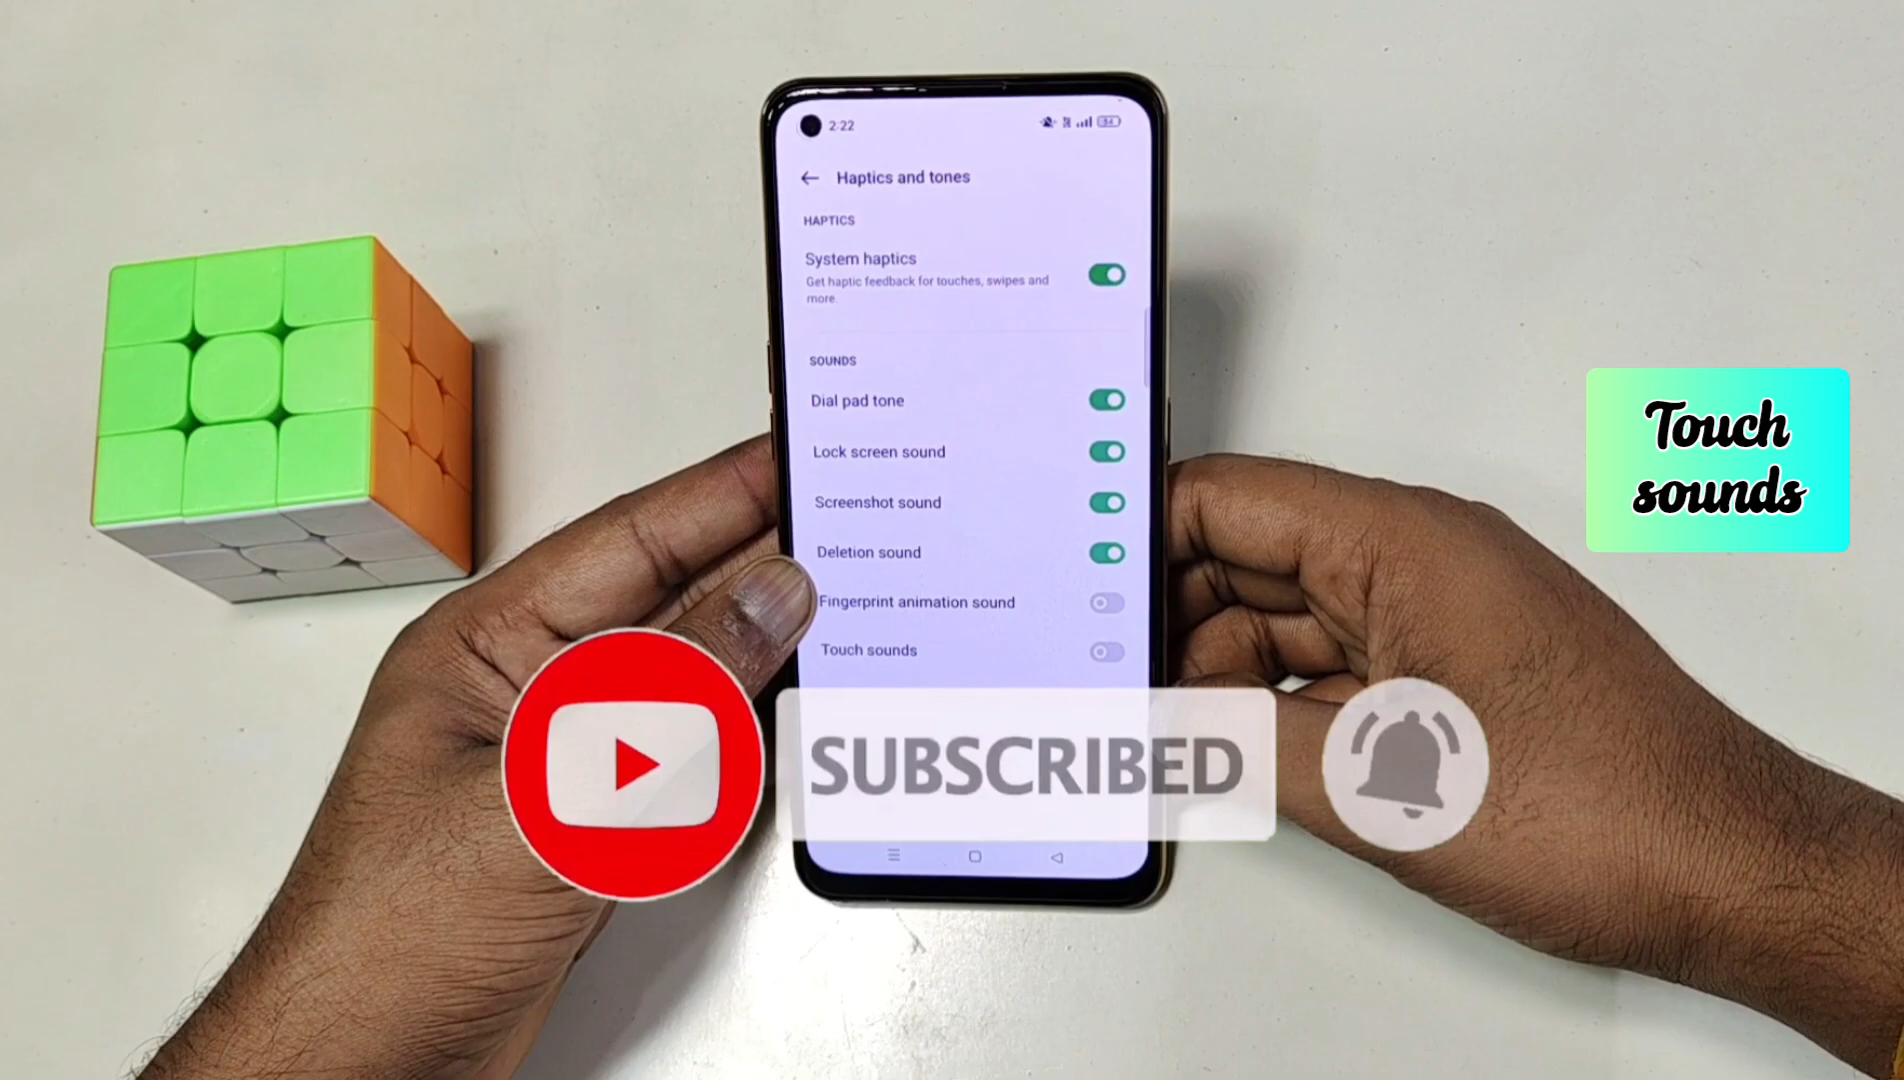 2:22
54
Haptics and tones
HAPTICS
System haptics
Get haptic feedback for touches, swipes and
more.
SOUNDS
Dial pad tone
Lock screen sound
Screenshot sound
Deletion sound
Fingerprint animation sound
Touch sounds
Touch
sounds
SUBSCRIBED